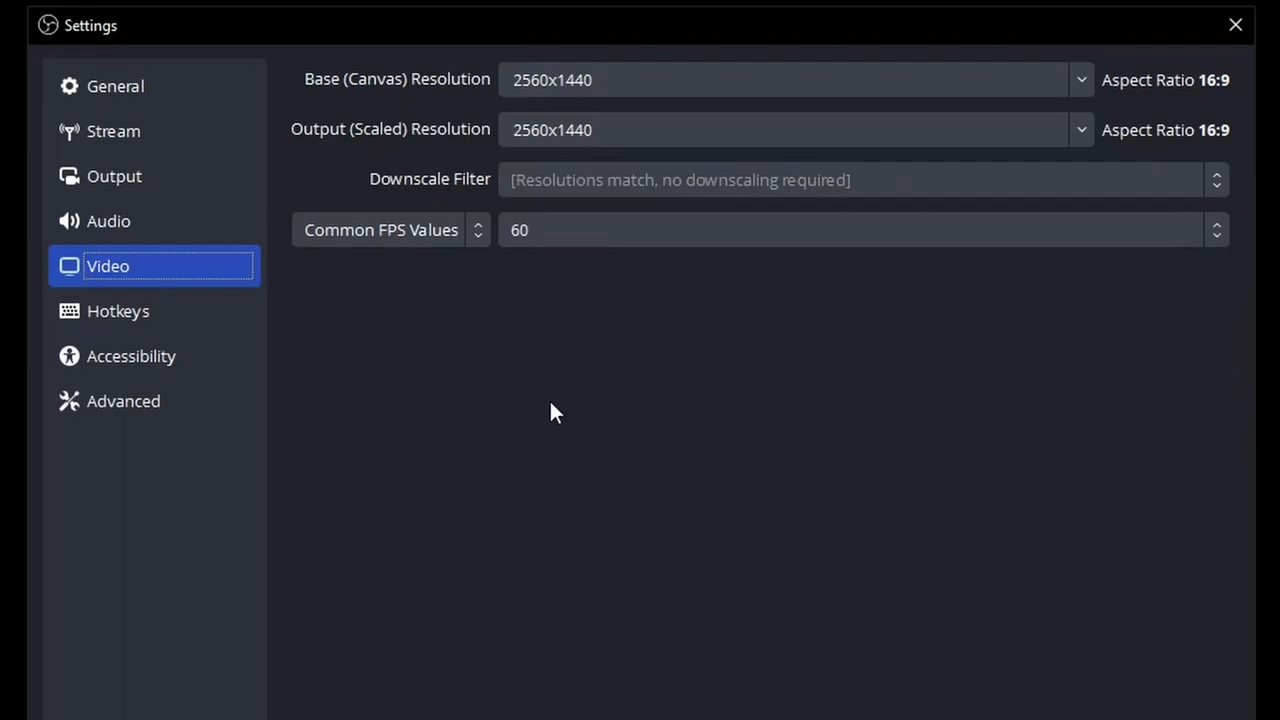 Settings
General
Stream
Output
Audio
Video
Hotkeys
Accessibility
Advanced
Base (Canvas) Resolution 2560x1440 Aspect Ratio 16:9
Output (Scaled) Resolution 2560x1440 Aspect Ratio 16:9
Downscale Filter [Resolutions match, no downscaling required]
Common FPS Values 60